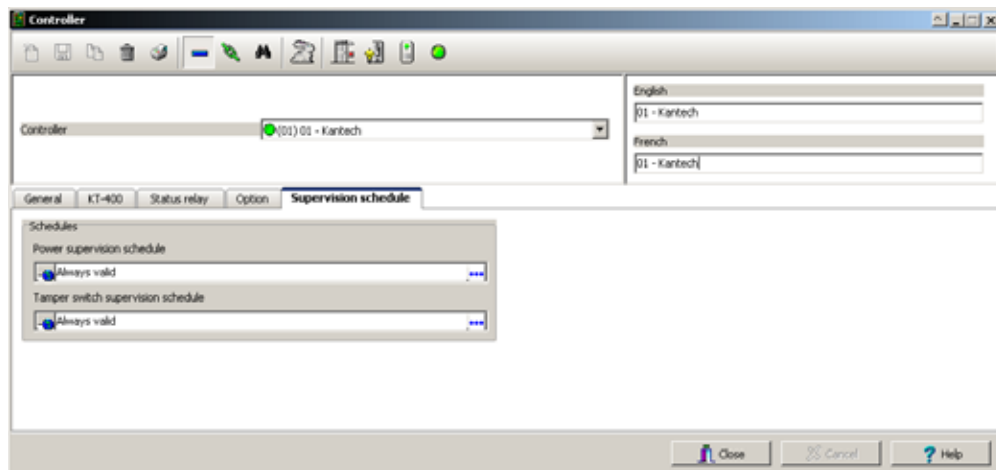 Controller
English
01 - Kantech
Controller
(01) 01 - Kantech
French
01 - Kantech
General KT-400 Status relay Option Supervision schedule
Schedules
Power supervision schedule
Always valid
Tamper switch supervision schedule
Always valid
Close Cancel Help